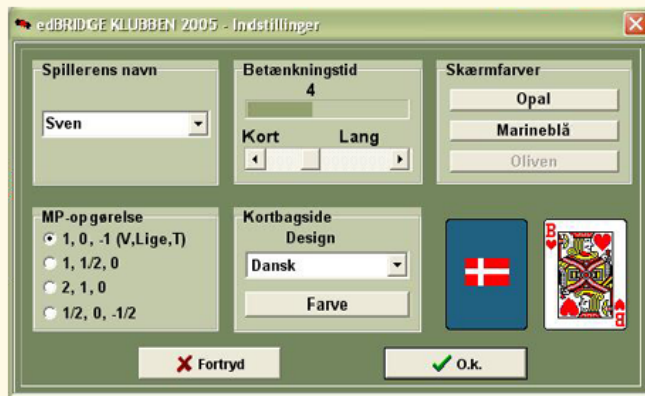 edBRIDGE KLUBBEN 2005 - Indstillinger
Spillerens navn
Sven
Betænkningstid
4
Kort Lang
Skærmfarver
Opal
Marineblå
Oliven
MP-opgørelse
1, 0, -1 (V,Lige,T)
1, 1/2, 0
2, 1, 0
1/2, 0, -1/2
Kortbagside
Design
Dansk
Farve
B
B
Fortryd
O.k.